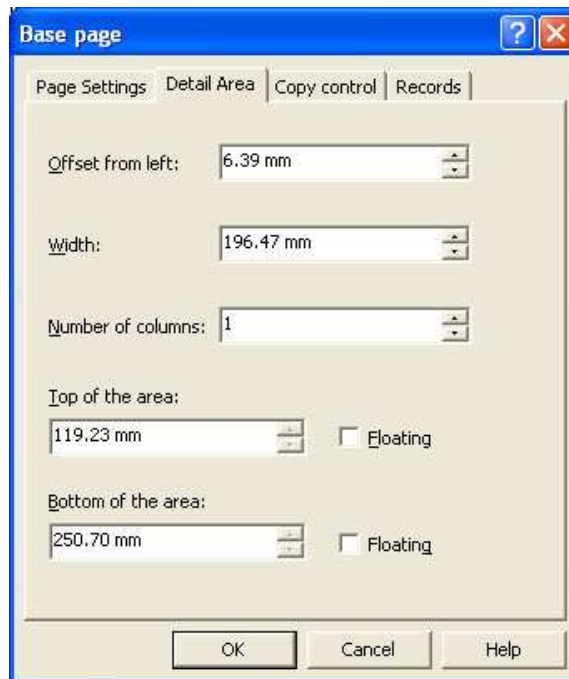 Base page
Page Settings Detail Area Copy control Records
Offset from left: 6.39 mm
Width: 196.47 mm
Number of columns: 1
Top of the area:
119.23 mm Floating
Bottom of the area:
250.70 mm Floating
OK Cancel Help